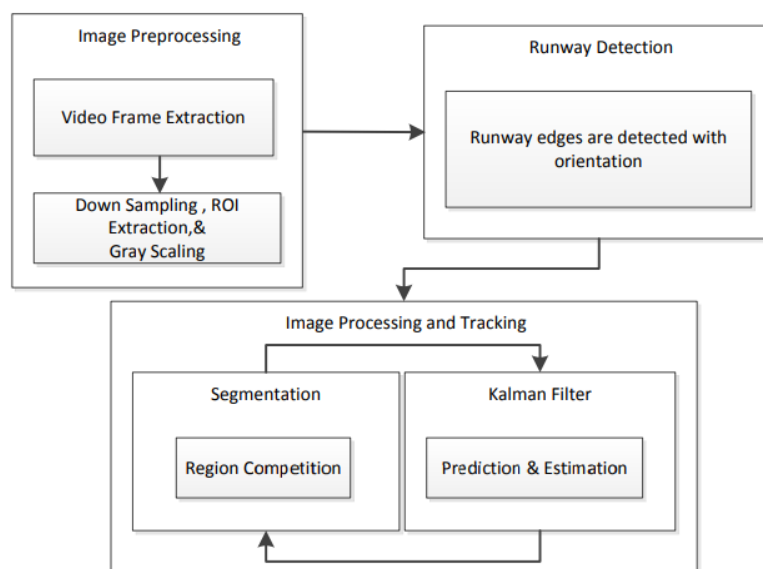 Image Preprocessing
Video Frame Extraction
Down Sampling , ROI
Extraction,&
Gray Scaling
Runway Detection
Runway edges are detected with
orientation
Image Processing and Tracking
Segmentation
Region Competition
Kalman Filter
Prediction & Estimation